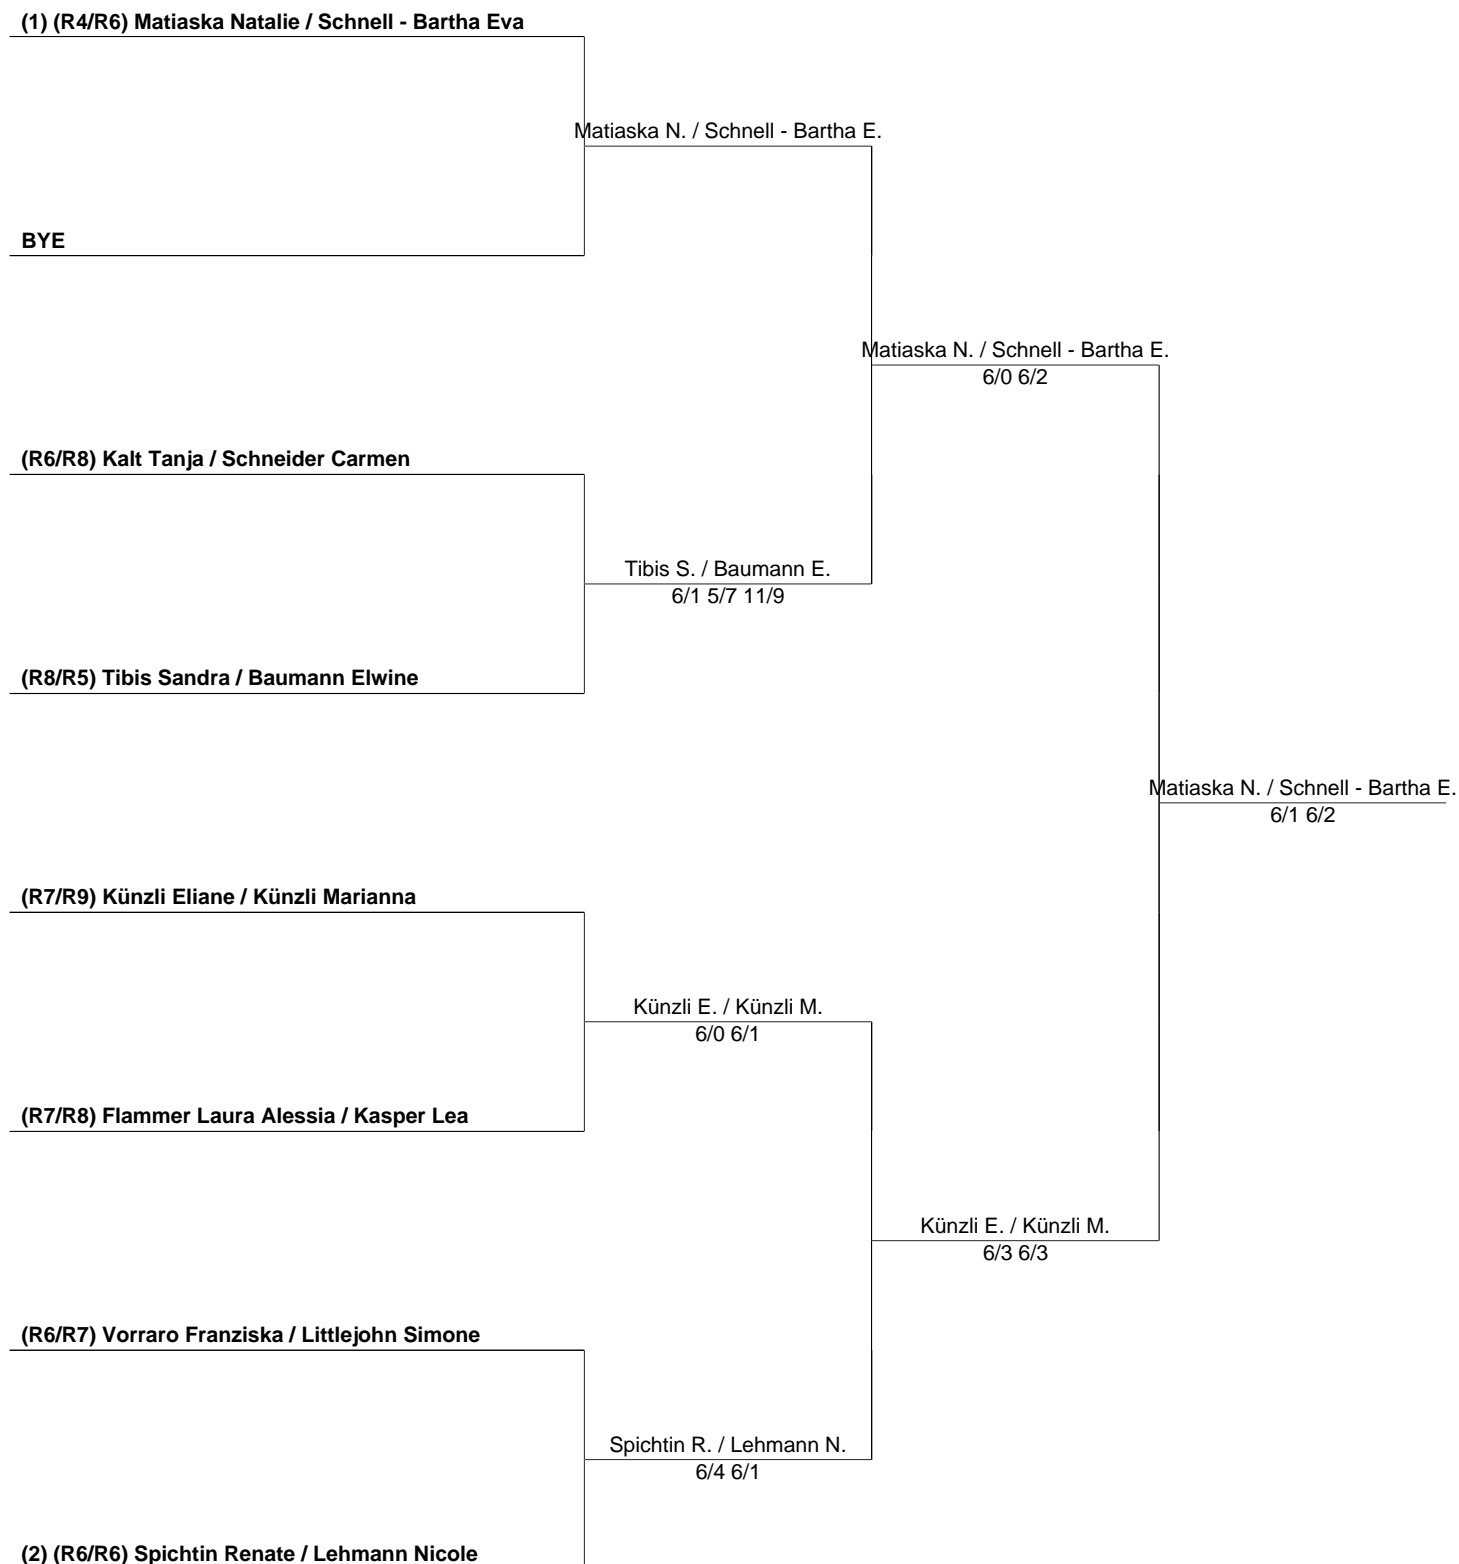 (1) (R4/R6) Matiaska Natalie / Schnell - Bartha Eva
Matiaska N. / Schnell - Bartha E.
BYE
Matiaska N. / Schnell - Bartha E.
6/0 6/2
(R6/R8) Kalt Tanja / Schneider Carmen
Tibis S. / Baumann E.
6/1 5/7 11/9
(R8/R5) Tibis Sandra / Baumann Elwine
Matiaska N. / Schnell - Bartha E.
6/1 6/2
(R7/R9) Künzli Eliane / Künzli Marianna
Künzli E. / Künzli M.
6/0 6/1
(R7/R8) Flammer Laura Alessia / Kasper Lea
Künzli E. / Künzli M.
6/3 6/3
(R6/R7) Vorraro Franziska / Littlejohn Simone
Spichtin R. / Lehmann N.
6/4 6/1
(2) (R6/R6) Spichtin Renate / Lehmann Nicole